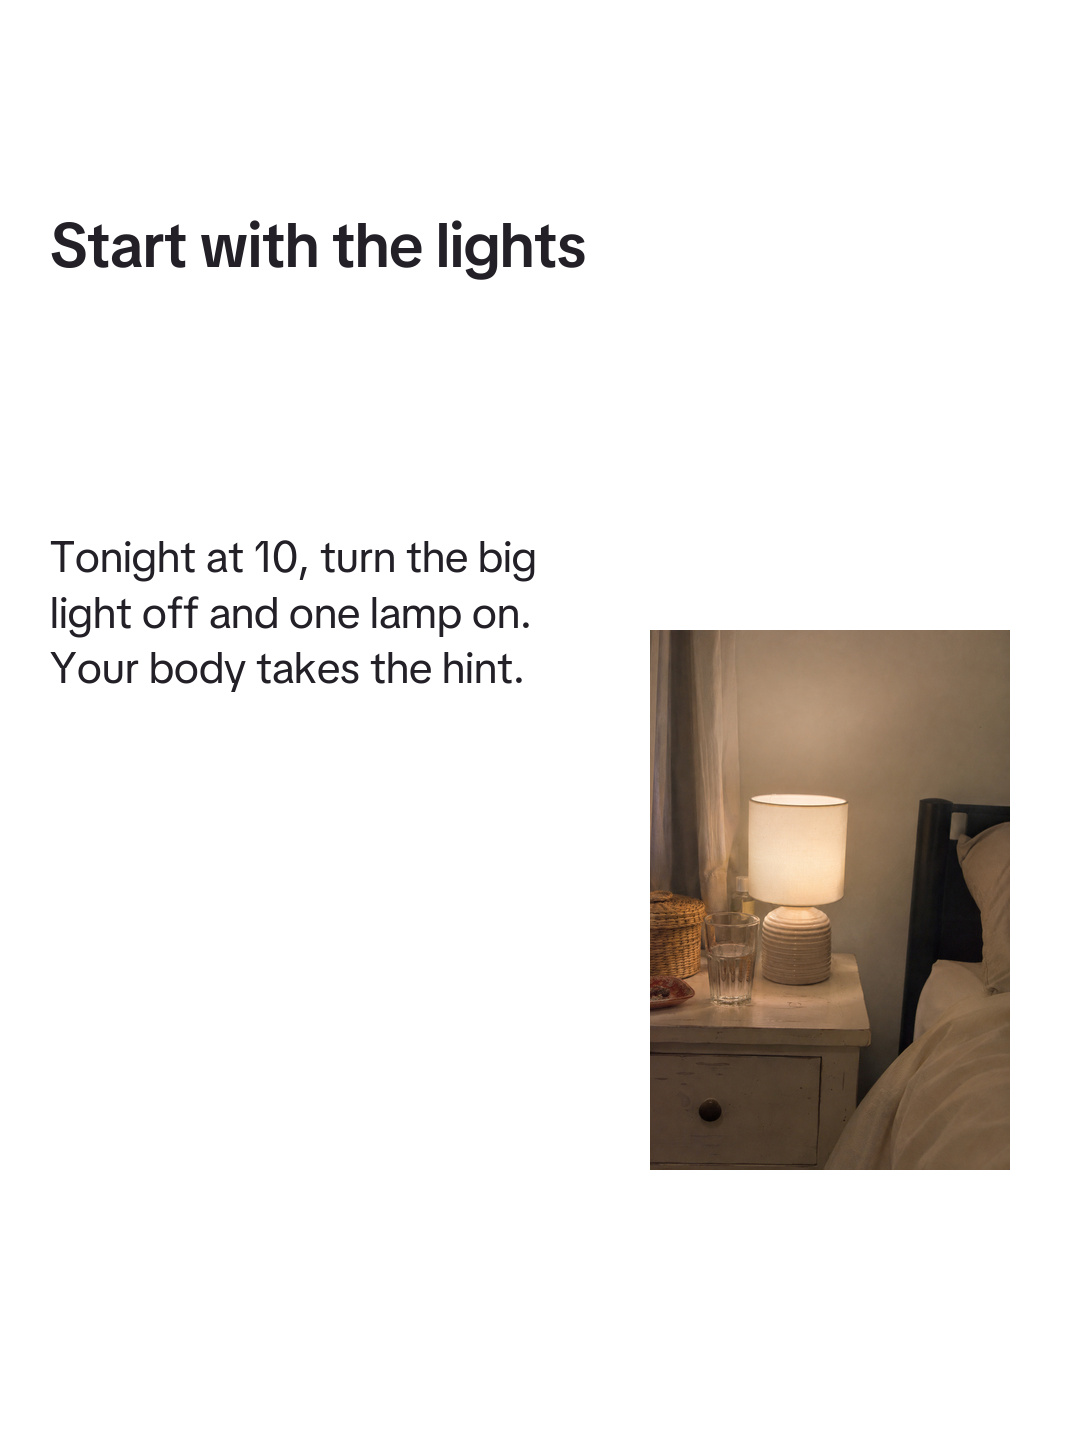 Start with the lights
Tonight at 10, turn the big
light off and one lamp on.
Your body takes the hint.